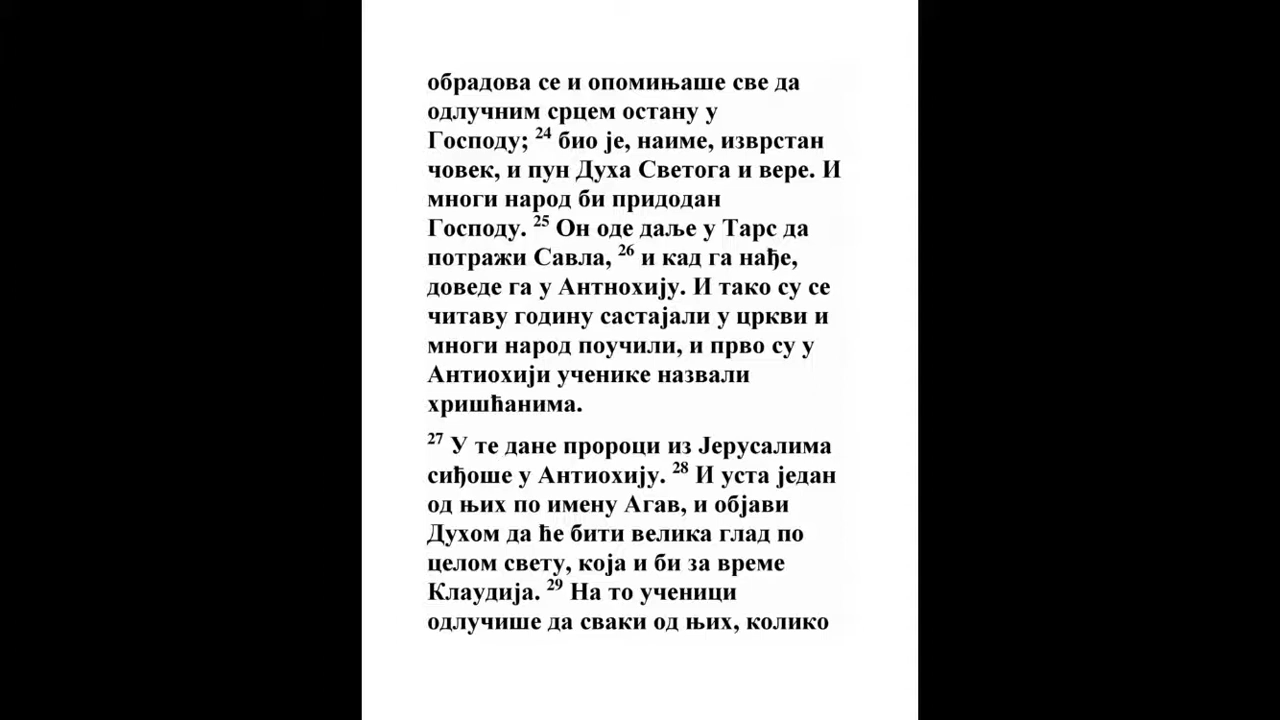 обрадова се и опомињаше све да
одлучним срцем остану у
Господу; 24 био је, наиме, изврстан
човек, и пун Духа Светога и вере. И
многи народ би придодан
Господу. 25 Он оде даље у Тарс да
потражи Савла, 26 и кад га нађе,
доведе га у Антнохију. И тако су се
читаву годину састајали у цркви и
многи народ поучили, и прво су у
Антиохији ученике назвали
хришћанима.
27 У те дане пророци из Јерусалима
сиђоше у Антиохију. 28 И уста један
од њих по имену Агав, и објави
Духом да ће бити велика глад по
целом свету, која и би за време
Клаудија. 29 На то ученици
одлучише да сваки од њих, колико